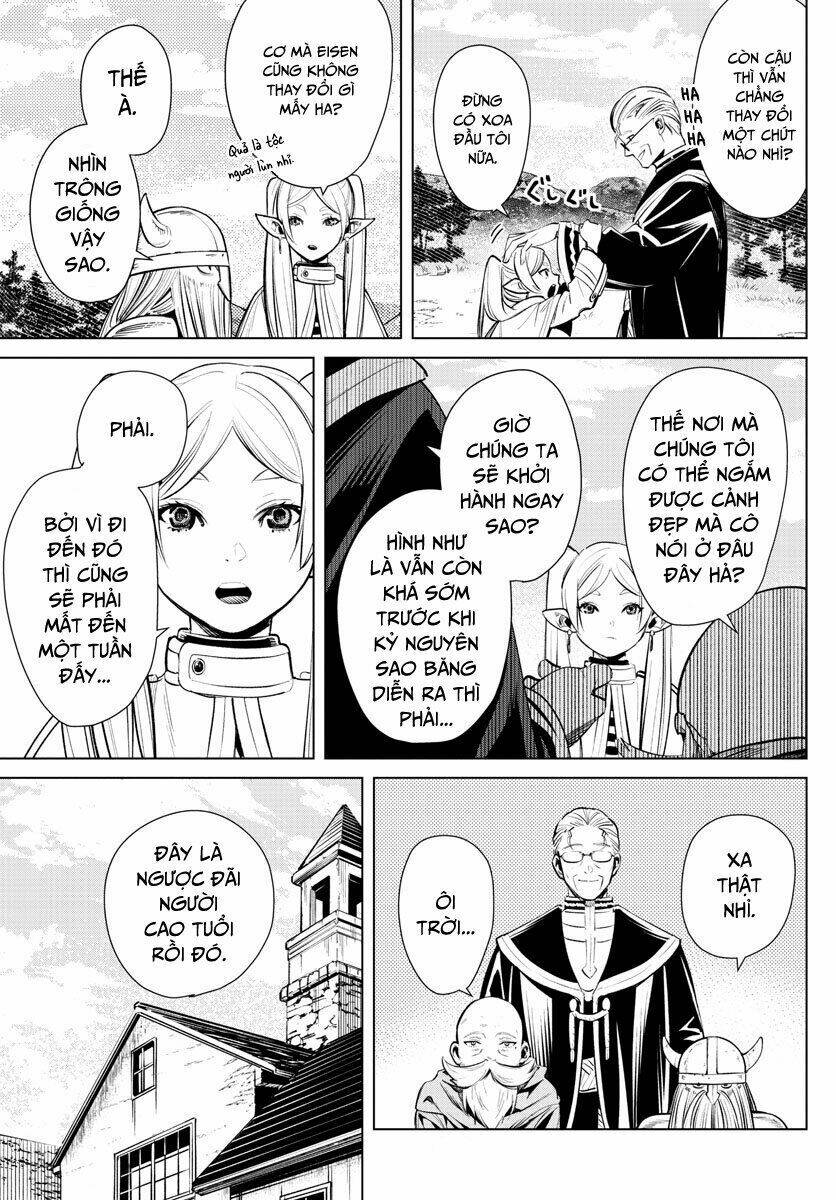 CÒN CẬU
THÌ VẪN
CHẲNG
THAY ĐỔI
MỘT CHÚT
NÀO NHỈ?
HA
HA
HA
ĐỪNG
CÓ XOA
ĐẦU TÔI
NỮA.
ぐしぐし
CƠ MÀ EISEN
CŨNG KHÔNG
THAY ĐỔI GÌ
MẤY HA?
Quả là tộc
người lùn nhỉ.
THẾ
À.
NHÌN
TRÔNG
GIỐNG
VẬY
SAO.
THẾ NƠI MÀ
CHÚNG TÔI
CÓ THỂ NGẮM
ĐƯỢC CẢNH
ĐẸP MÀ CÔ
NÓI Ở ĐÂU
ĐÂY HẢ?
GIỜ
CHÚNG TA
SẼ KHỞI
HÀNH NGAY
SAO?
HÌNH NHƯ
LÀ VẪN CÒN
KHÁ SỚM
TRƯỚC KHI
KỶ NGUYÊN
SAO BĂNG
DIỄN RA THÌ
PHẢI...
PHẢI.
BỞI VÌ ĐI
ĐẾN ĐÓ
THÌ CŨNG
SẼ PHẢI
MẤT ĐẾN
MỘT TUẦN
ĐẤY...
XA
THẬT
NHỈ.
ÔI
TRỜI...
ĐÂY LÀ
NGƯỢC ĐÃI
NGƯỜI
CAO TUỔI
RỒI ĐÓ.